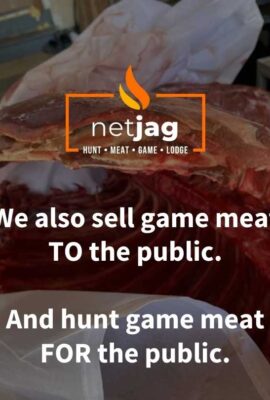 netjag
HUNT • MEAT • GAME • LODGE
We also sell game meat
TO the public.
And hunt game meat
FOR the public.